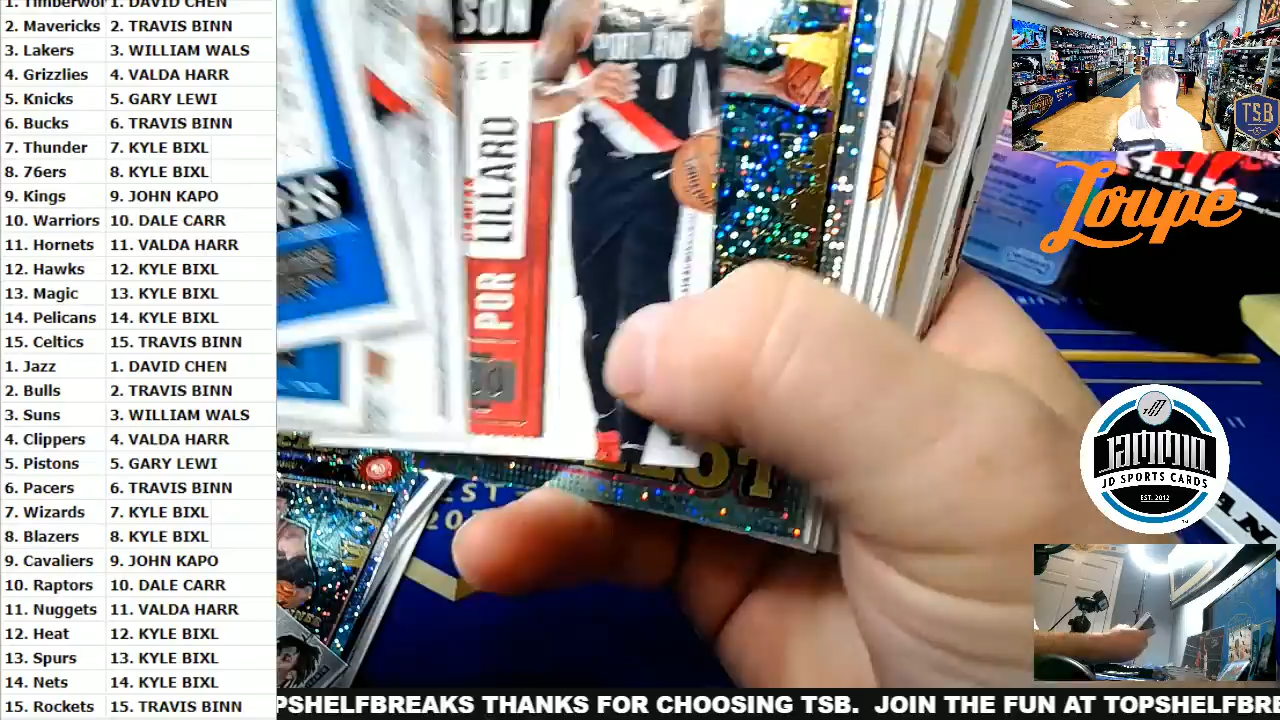 1. Timberwol 1. DAVID CHEN
2. Mavericks 2. TRAVIS BINN
3. Lakers 3. WILLIAM WALS
4. Grizzlies 4. VALDA HARR
5. Knicks 5. GARY LEWI
6. Bucks 6. TRAVIS BINN
7. Thunder 7. KYLE BIXL
8. 76ers 8. KYLE BIXL
9. Kings 9. JOHN KAPO
10. Warriors 10. DALE CARR
11. Hornets 11. VALDA HARR
12. Hawks 12. KYLE BIXL
13. Magic 13. KYLE BIXL
14. Pelicans 14. KYLE BIXL
15. Celtics 15. TRAVIS BINN
1. Jazz 1. DAVID CHEN
2. Bulls 2. TRAVIS BINN
3. Suns 3. WILLIAM WALS
4. Clippers 4. VALDA HARR
5. Pistons 5. GARY LEWI
6. Pacers 6. TRAVIS BINN
7. Wizards 7. KYLE BIXL
8. Blazers 8. KYLE BIXL
9. Cavaliers 9. JOHN KAPO
10. Raptors 10. DALE CARR
11. Nuggets 11. VALDA HARR
12. Heat 12. KYLE BIXL
13. Spurs 13. KYLE BIXL
14. Nets 14. KYLE BIXL
15. Rockets 15. TRAVIS BINN
SON
LILLARD
POR
0
TSB
Loupe
JAMMIN
JD SPORTS CARDS
EST. 2012
PSHELFBREAKS THANKS FOR CHOOSING TSB. JOIN THE FUN AT TOPSHELFBRE